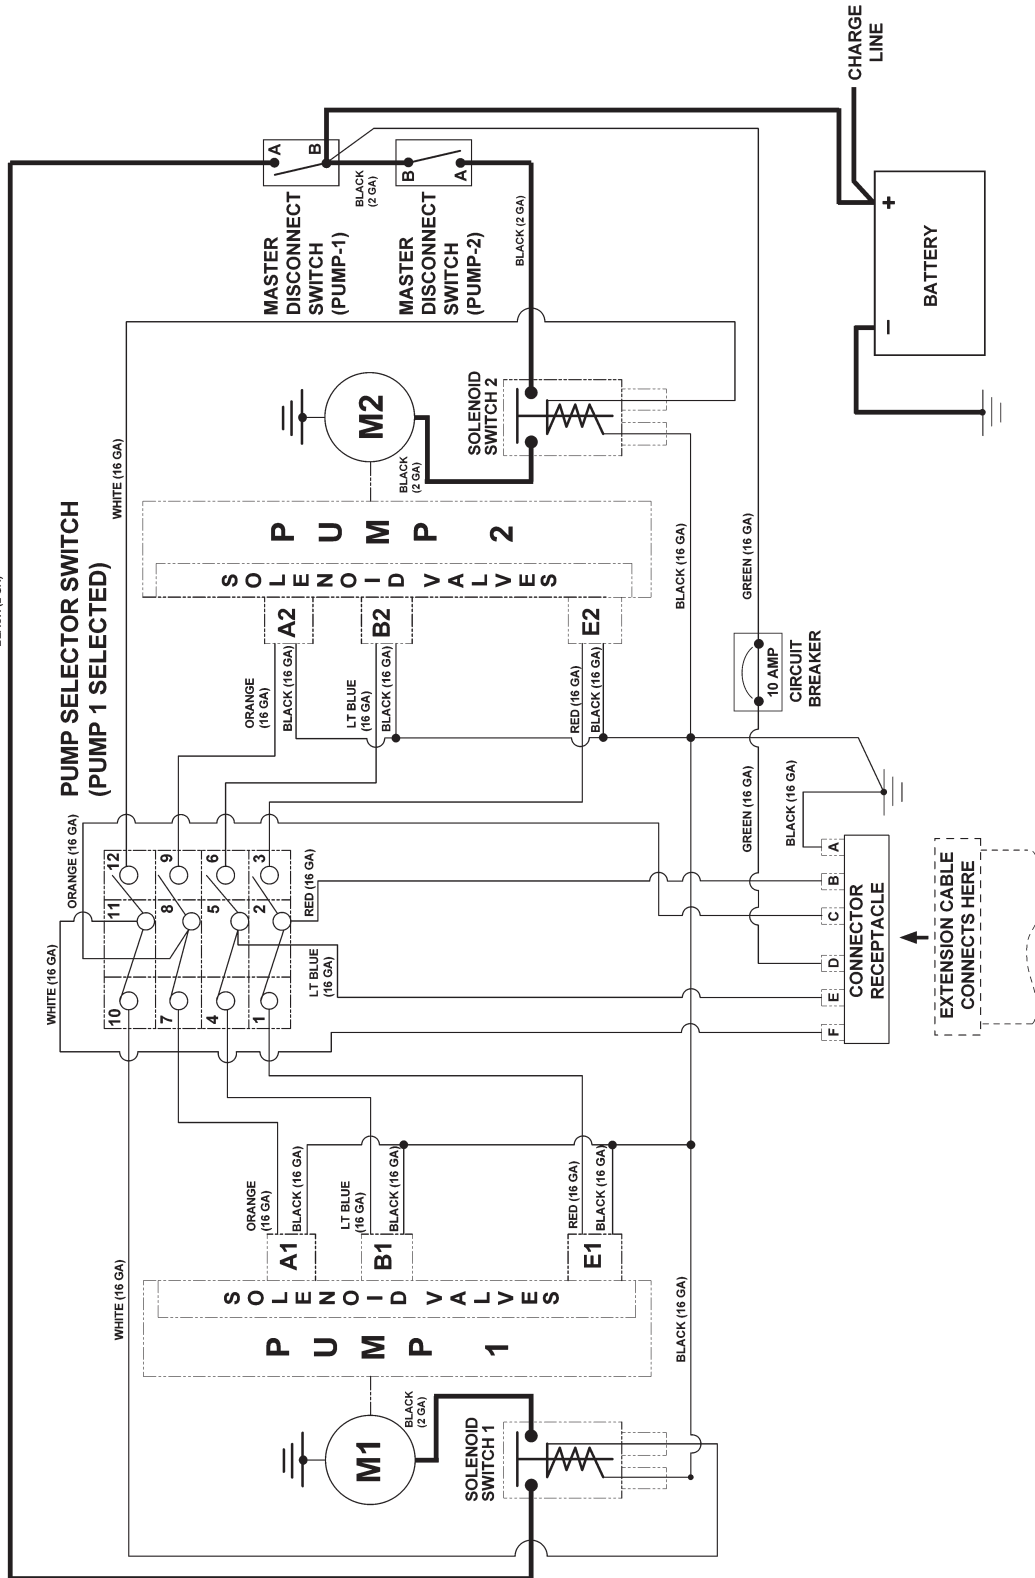 CHARGE
LINE
A
B
BLACK
(2 GA)
B
A
MASTER
DISCONNECT
SWITCH
(PUMP-1)
MASTER
DISCONNECT
SWITCH
(PUMP-2)
BLACK (2 GA)
+
−
BATTERY
M2
SOLENOID
SWITCH 2
BLACK
(2 GA)
WHITE (16 GA)
PUMP SELECTOR SWITCH
(PUMP 1 SELECTED)
PUMP 2
SOLENOID VALVES
A2
B2
E2
BLACK (16 GA)
GREEN (16 GA)
ORANGE
(16 GA)
BLACK (16 GA)
LT BLUE
(16 GA)
BLACK (16 GA)
RED (16 GA)
BLACK (16 GA)
10 AMP
CIRCUIT
BREAKER
ORANGE (16 GA)
12
9
6
3
11
8
5
2
10
7
4
1
RED (16 GA)
LT BLUE
(16 GA)
WHITE (16 GA)
GREEN (16 GA)
BLACK (16 GA)
A
B
C
D
E
F
CONNECTOR
RECEPTACLE
EXTENSION CABLE
CONNECTS HERE
ORANGE
(16 GA)
BLACK (16 GA)
LT BLUE
(16 GA)
BLACK (16 GA)
RED (16 GA)
BLACK (16 GA)
A1
B1
E1
SOLENOID VALVES
PUMP 1
WHITE (16 GA)
BLACK (16 GA)
M1
BLACK
(2 GA)
SOLENOID
SWITCH 1